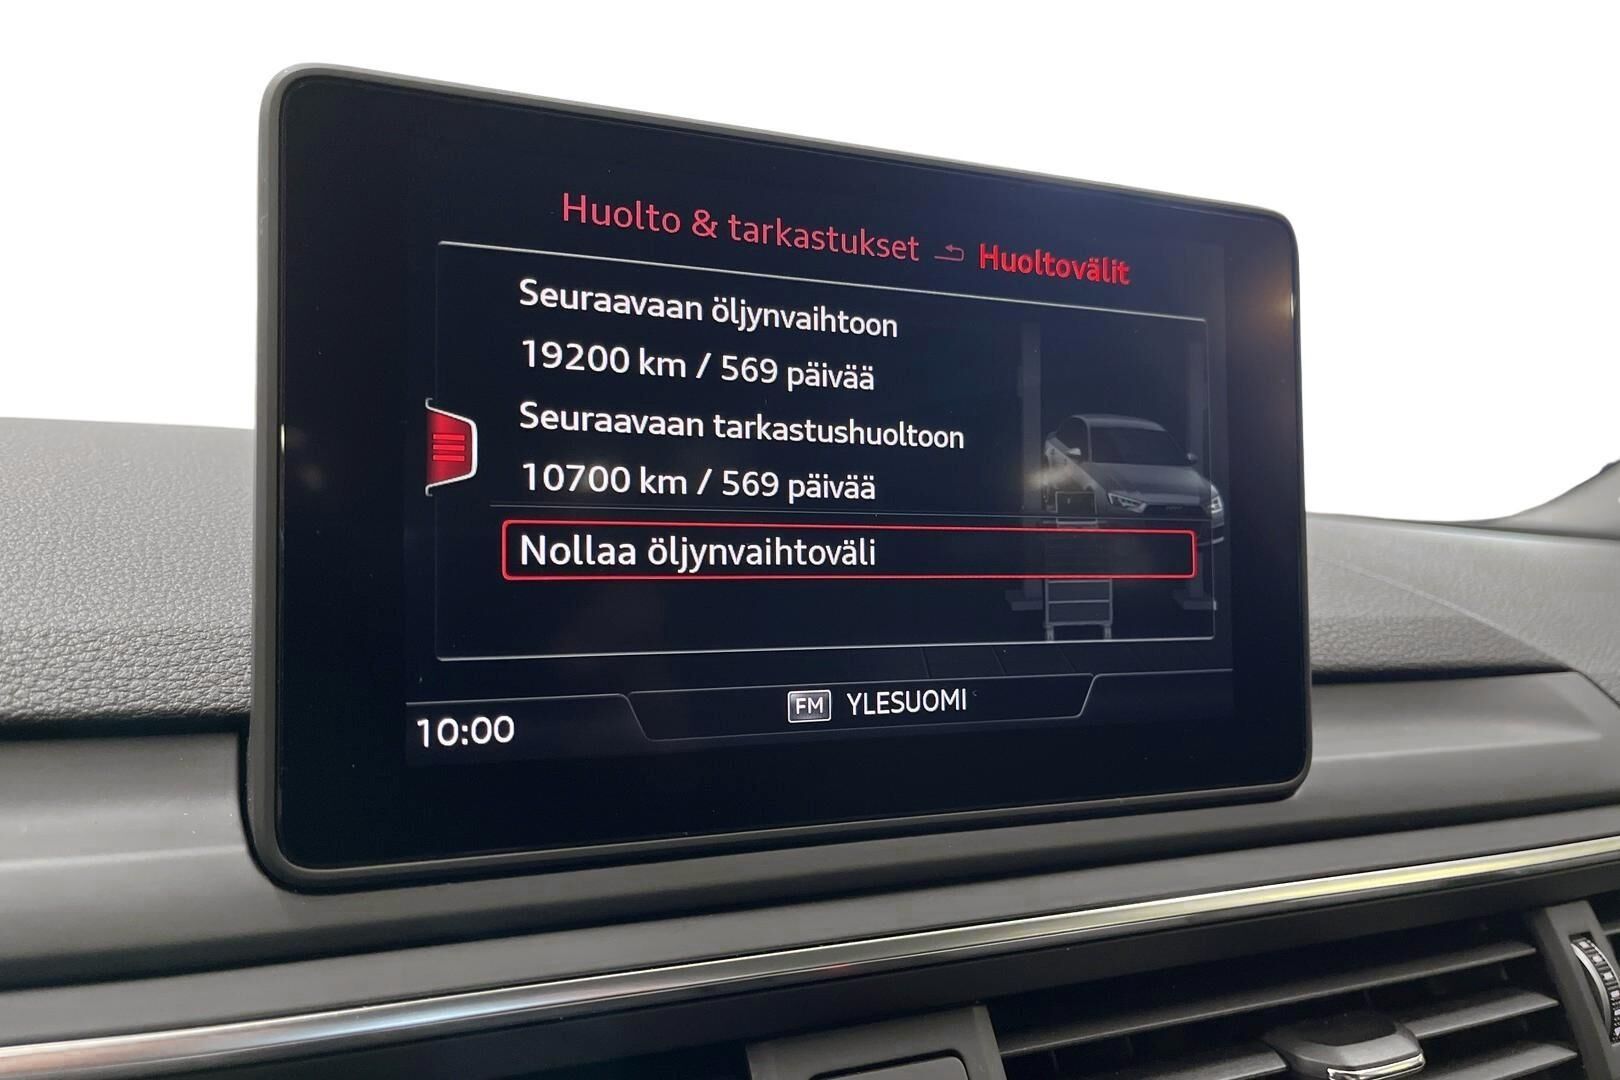 Huolto & tarkastukset Huoltovälit
Seuraavaan öljynvaihtoon
19200 km / 569 päivää
Seuraavaan tarkastushuoltoon
10700 km / 569 päivää
Nollaa öljynvaihtoväli
10:00 FM YLESUOMI